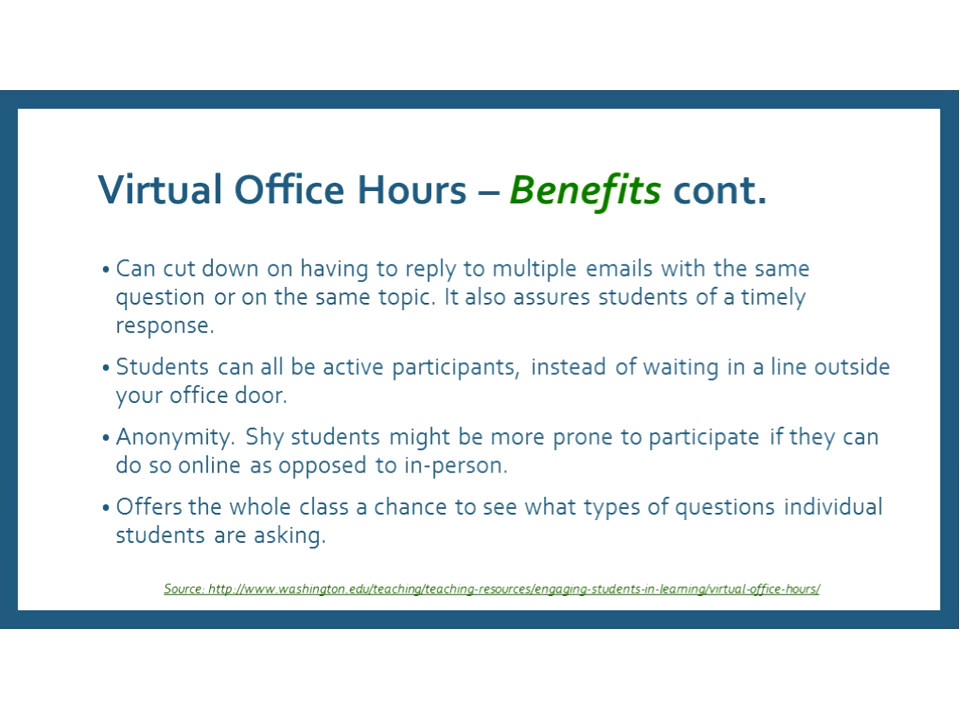 Virtual Office Hours – Benefits cont.
• Can cut down on having to reply to multiple emails with the same
question or on the same topic. It also assures students of a timely
response.
• Students can all be active participants, instead of waiting in a line outside
your office door.
• Anonymity. Shy students might be more prone to participate if they can
do so online as opposed to in-person.
• Offers the whole class a chance to see what types of questions individual
students are asking.
Source: http://www.washington.edu/teaching/teaching-resources/engaging-students-in-learning/virtual-office-hours/